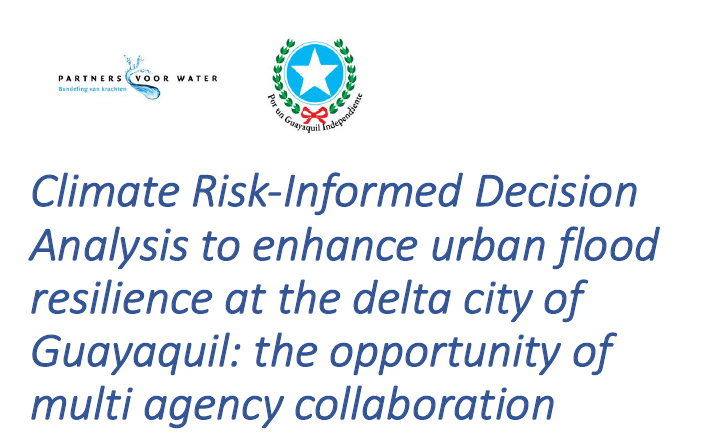 PARTNERS VOOR WATER
Bundeling van krachten
Por un Guayaquil Independiente
Climate Risk-Informed Decision
Analysis to enhance urban flood
resilience at the delta city of
Guayaquil: the opportunity of
multi agency collaboration